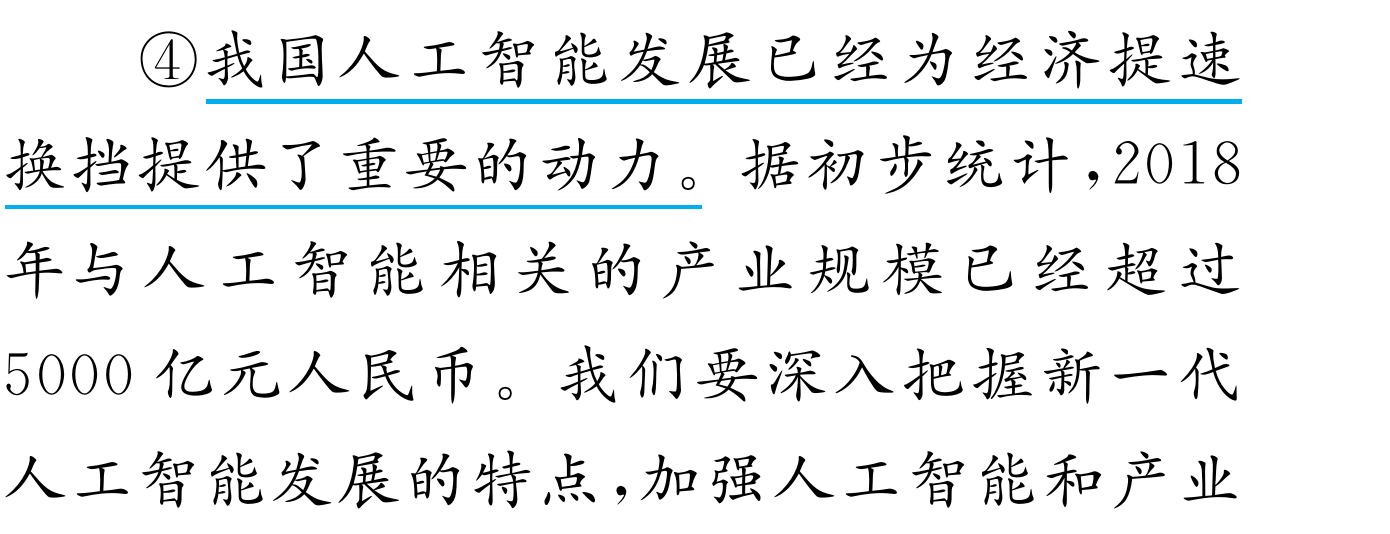 ④我国人工智能发展已经为经济提速
换挡提供了重要的动力。据初步统计,2018
年与人工智能相关的产业规模已经超过
5000 亿元人民币。我们要深入把握新一代
人工智能发展的特点,加强人工智能和产业